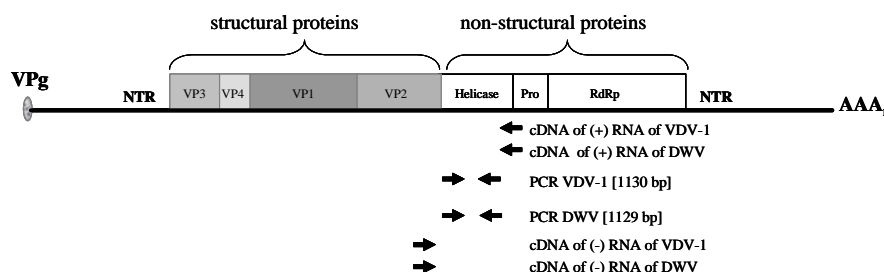 structural proteins non-structural proteins
VPg
NTR VP3 VP4 VP1 VP2 Helicase Pro RdRp NTR
AAA
cDNA of (+) RNA of VDV-1
cDNA of (+) RNA of DWV
PCR VDV-1 [1130 bp]
PCR DWV [1129 bp]
cDNA of (-) RNA of VDV-1
cDNA of (-) RNA of DWV